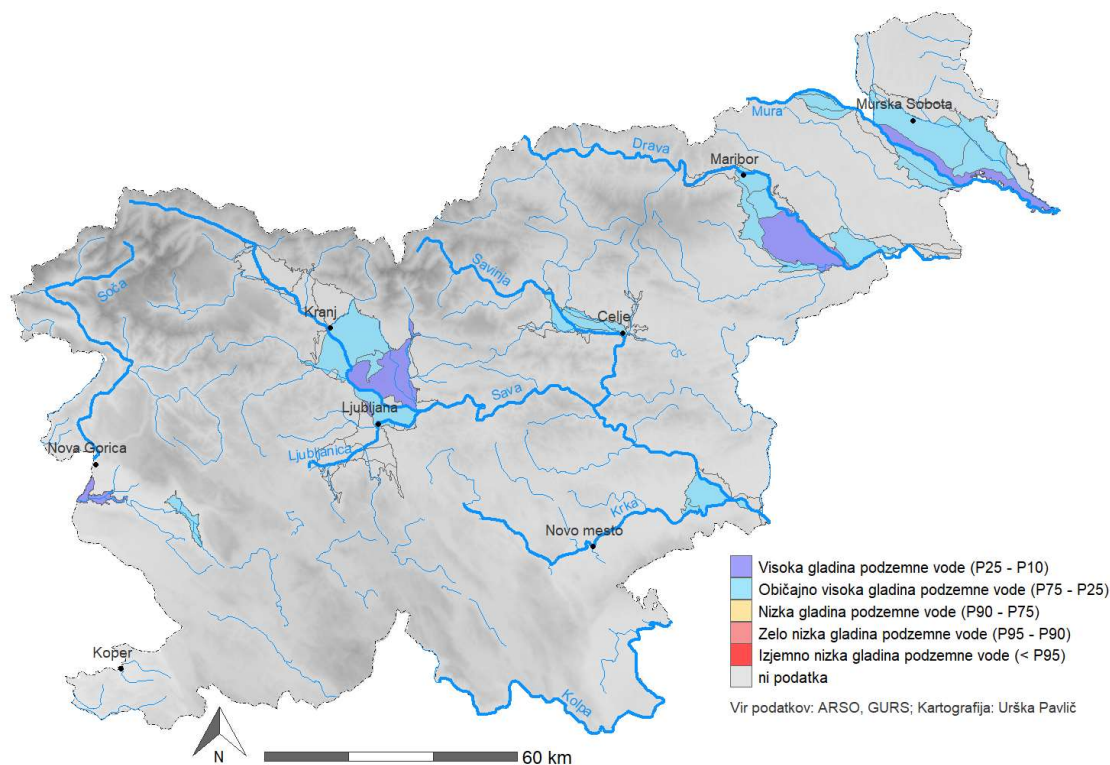 Mura
Murska Sobota
Drava
Maribor
Savinja
Soča
Kranj
Celje
Sava
Ljubljana
Ljubljanica
Nova Gorica
Krka
Novo mesto
Koper
Kolpa
Visoka gladina podzemne vode (P25 - P10)
Običajno visoka gladina podzemne vode (P75 - P25)
Nizka gladina podzemne vode (P90 - P75)
Zelo nizka gladina podzemne vode (P95 - P90)
Izjemno nizka gladina podzemne vode (< P95)
ni podatka
Vir podatkov: ARSO, GURS; Kartografija: Urška Pavlič
N
60 km